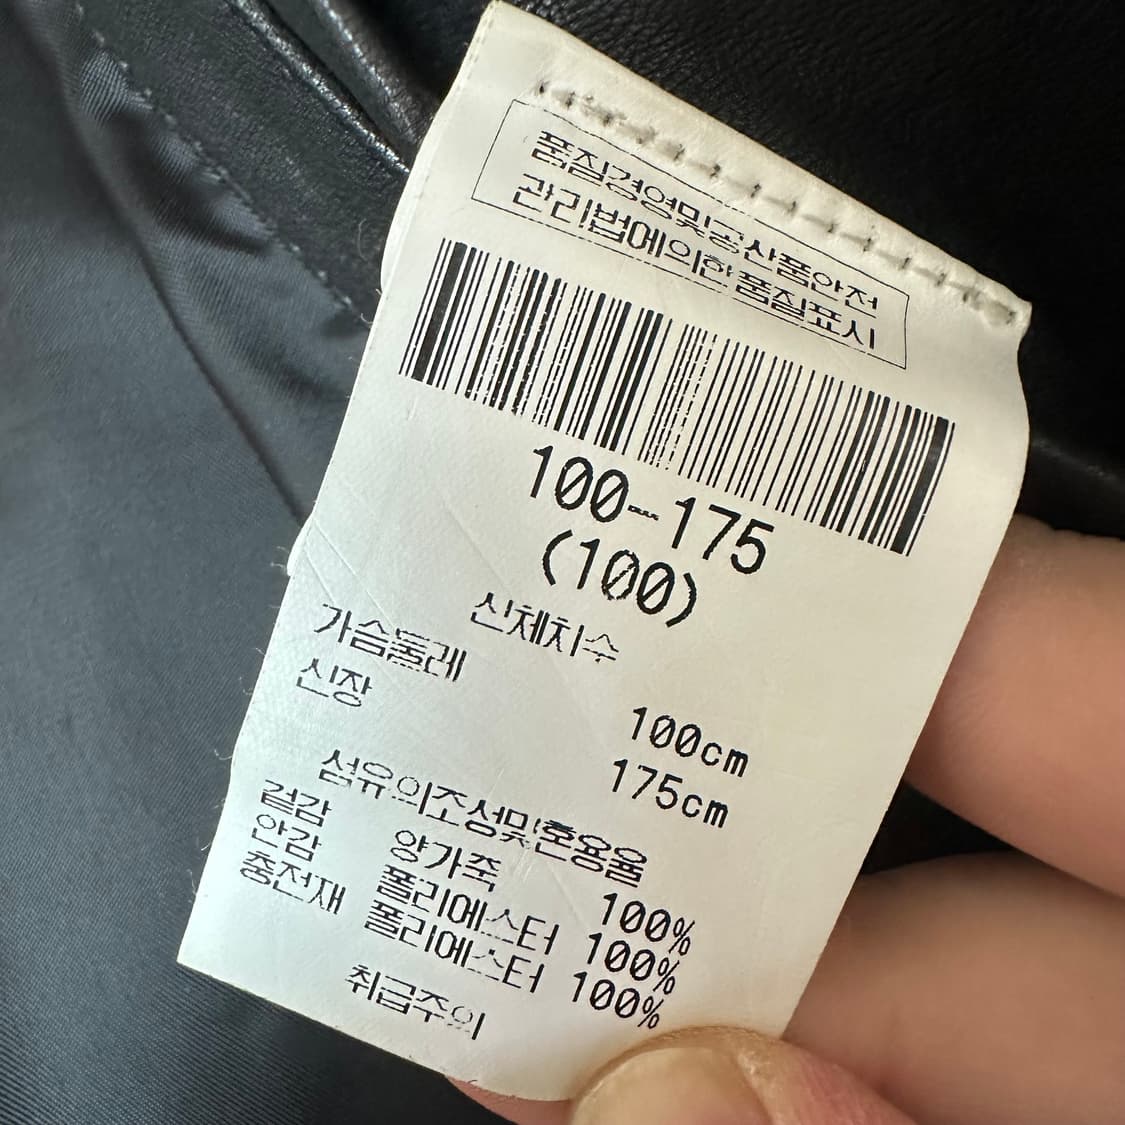 품질경영및공산품안전
관리법에의한품질표시
100-175
(100)
신체치수
가슴둘레 100cm
신장 175cm
섬유의조성및혼용율
겉감 양가죽 100%
안감 폴리에스터 100%
충전재 폴리에스터 100%
취급주의